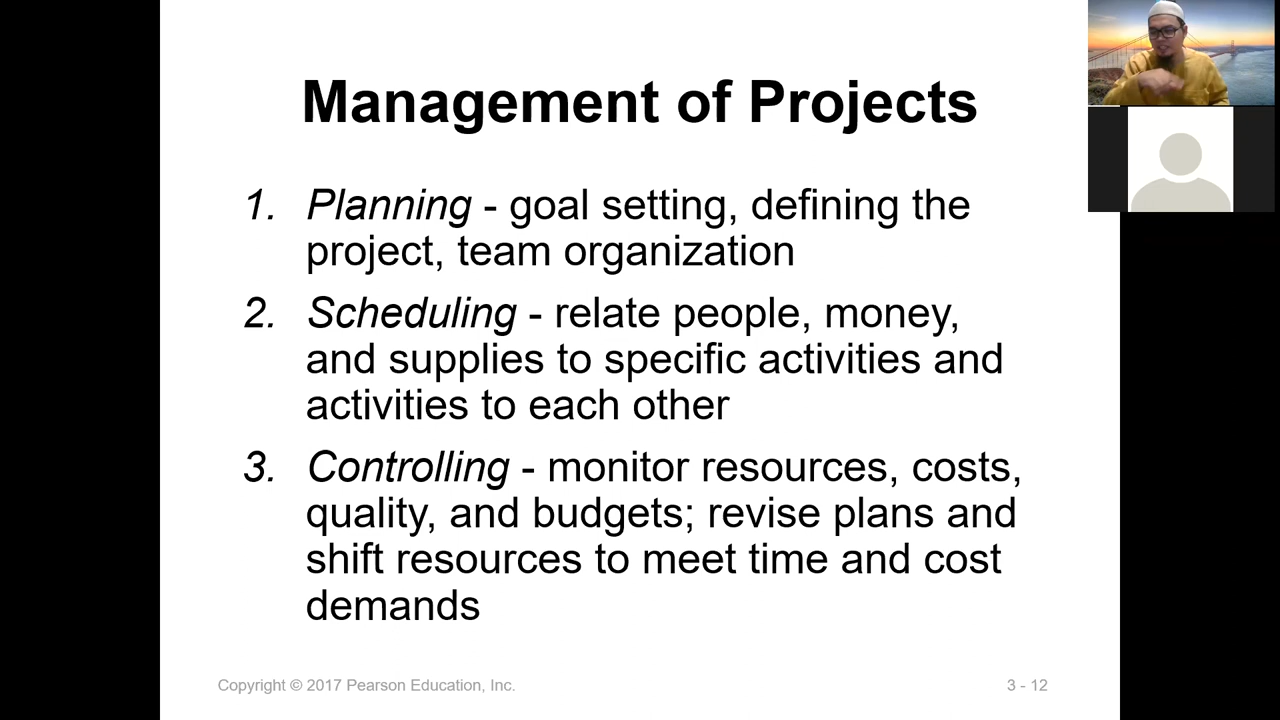 Management of Projects
1. Planning - goal setting, defining the
project, team organization
2. Scheduling - relate people, money,
and supplies to specific activities and
activities to each other
3. Controlling - monitor resources, costs,
quality, and budgets; revise plans and
shift resources to meet time and cost
demands
Copyright © 2017 Pearson Education, Inc.
3 - 12